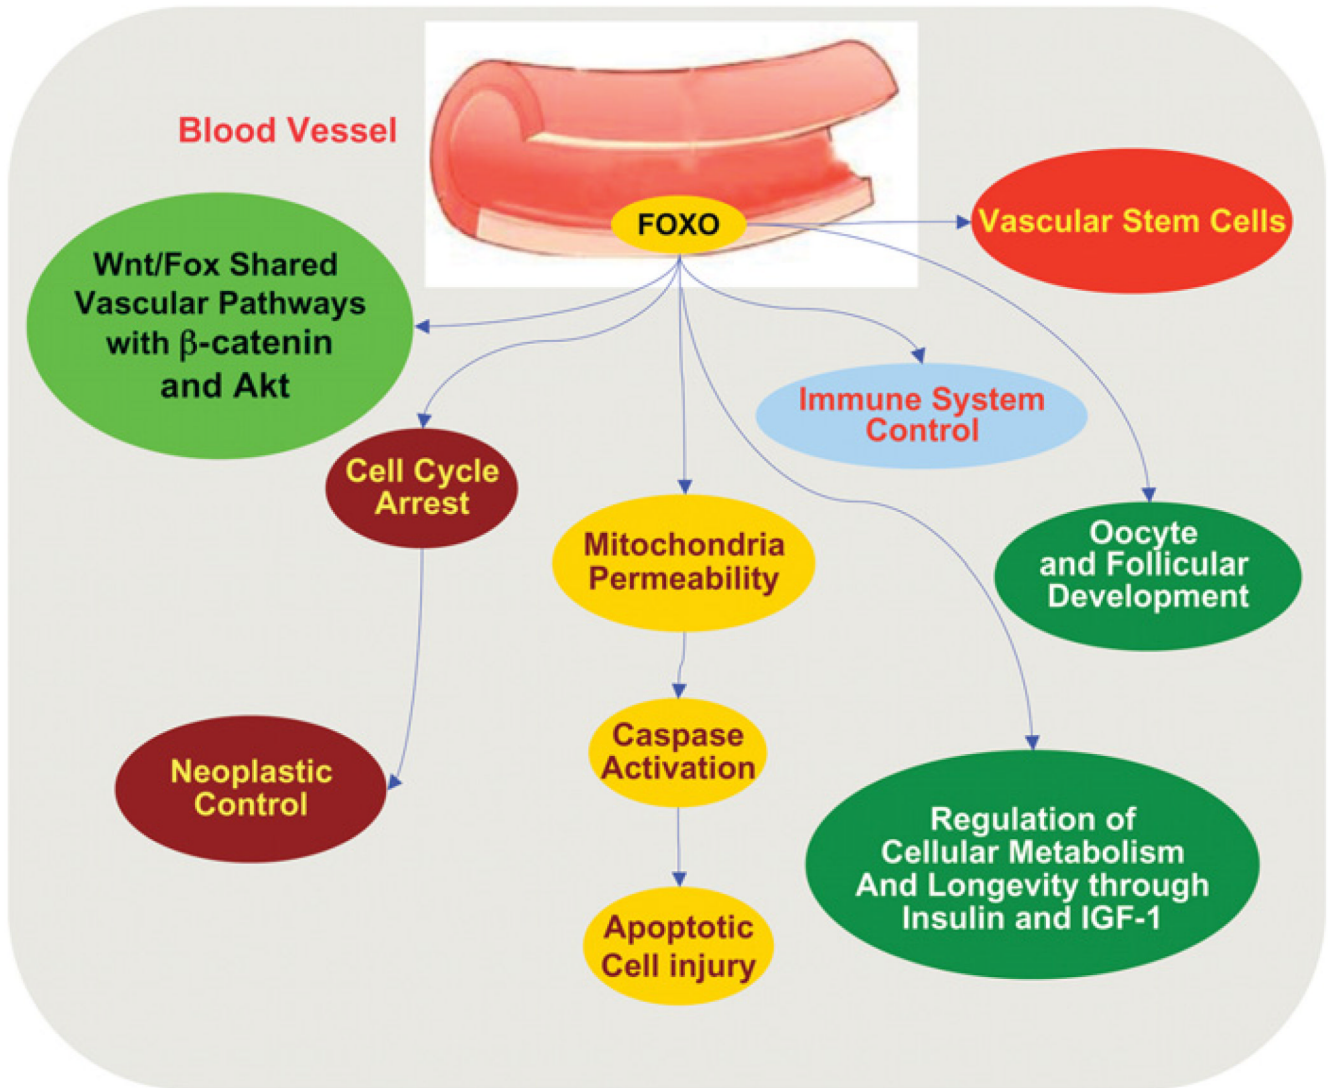 Blood Vessel
FOXO
Vascular Stem Cells
Wnt/Fox Shared
Vascular Pathways
with β-catenin
and Akt
Immune System
Control
Cell Cycle
Arrest
Mitochondria
Permeability
Oocyte
and Follicular
Development
Caspase
Activation
Neoplastic
Control
Regulation of
Cellular Metabolism
And Longevity through
Insulin and IGF-1
Apoptotic
Cell injury